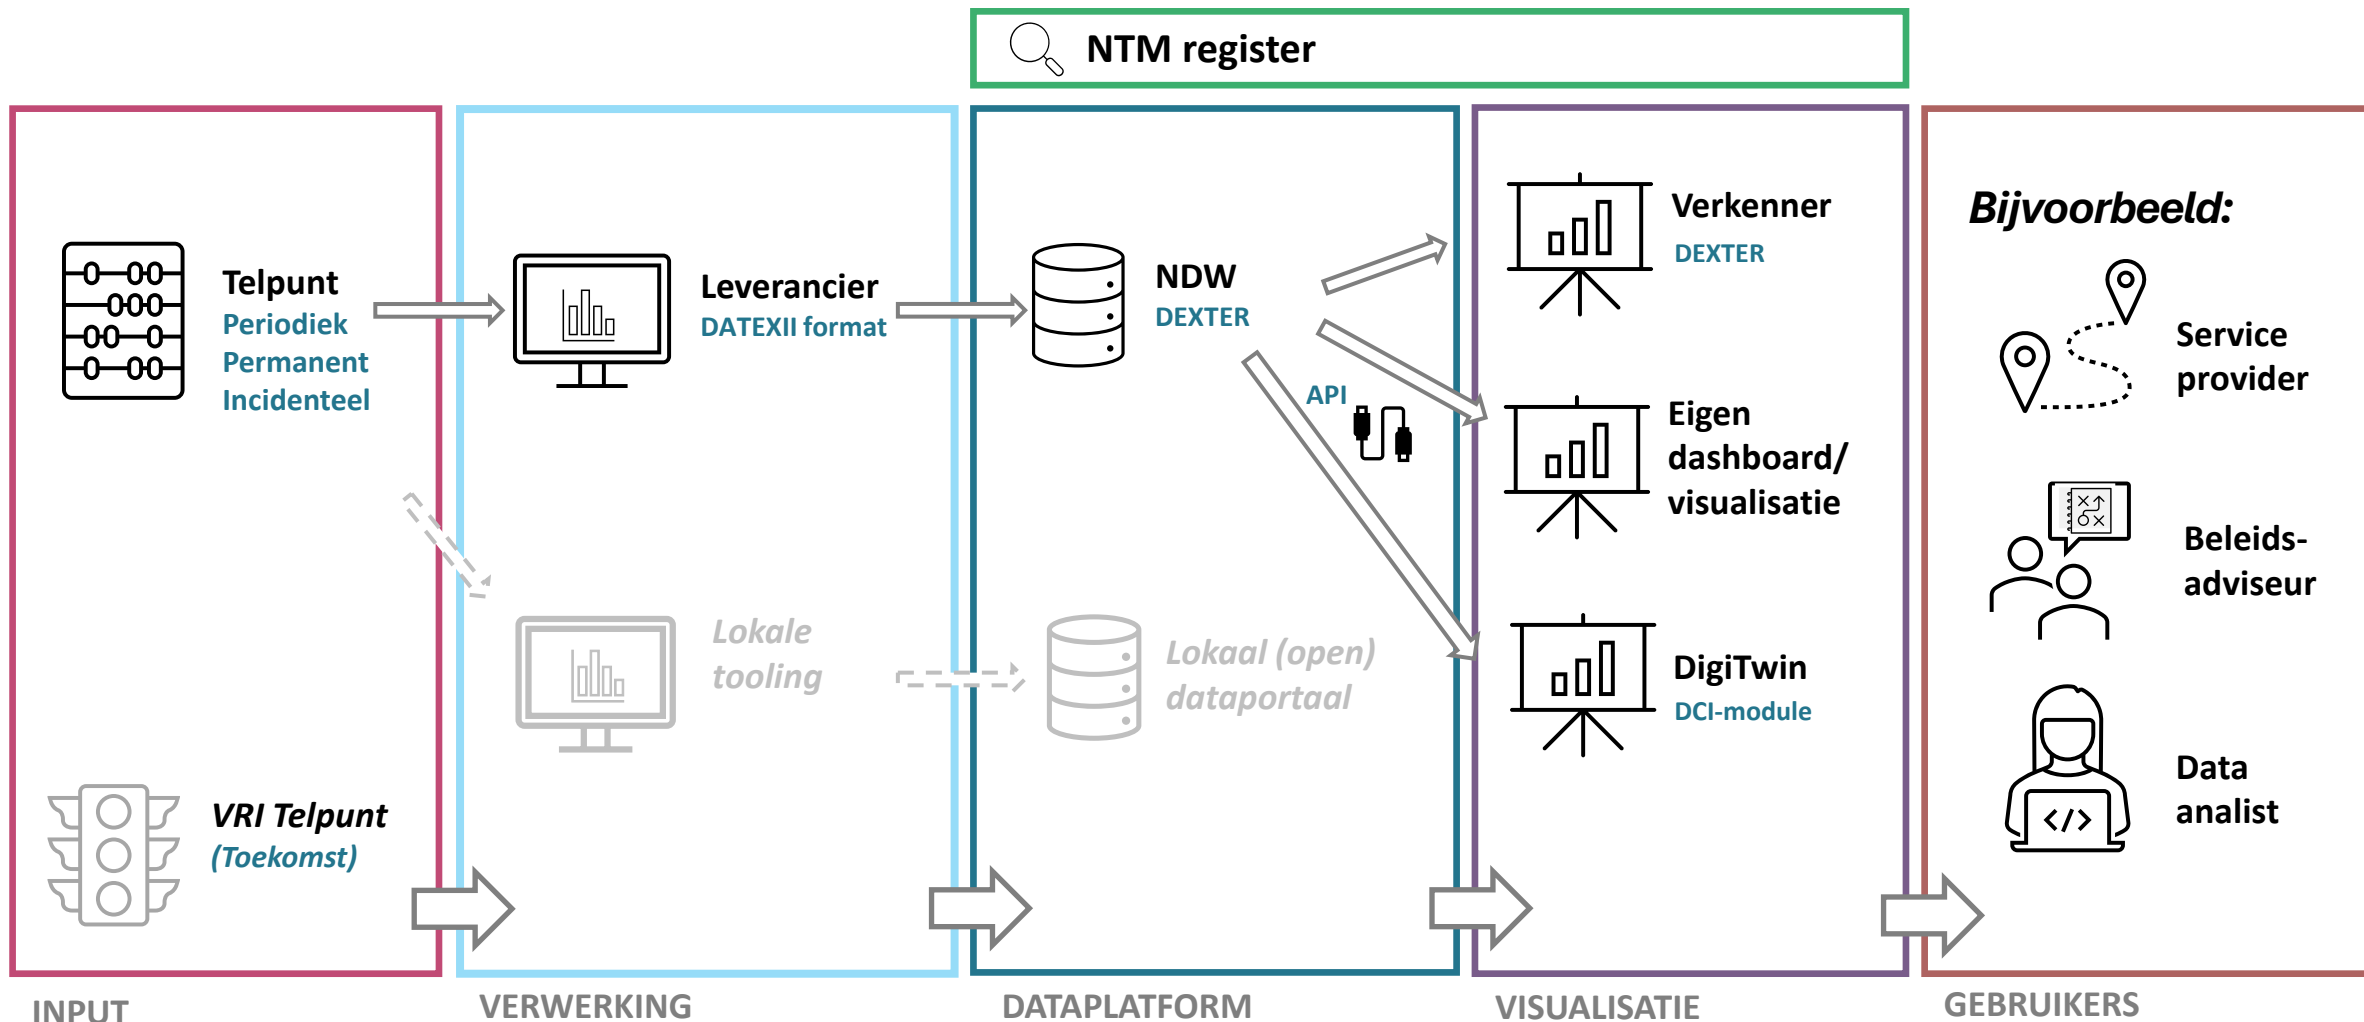 NTM register
Telpunt
Periodiek
Permanent
Incidenteel
VRI Telpunt
(Toekomst)
INPUT
Leverancier
DATEXII format
Lokale
tooling
VERWERKING
NDW
DEXTER
API
Lokaal (open)
dataportaal
DATAPLATFORM
Verkenner
DEXTER
Eigen
dashboard/
visualisatie
DigiTwin
DCI-module
VISUALISATIE
Bijvoorbeeld:
Service
provider
Beleids-
adviseur
Data
analist
</>
GEBRUIKERS